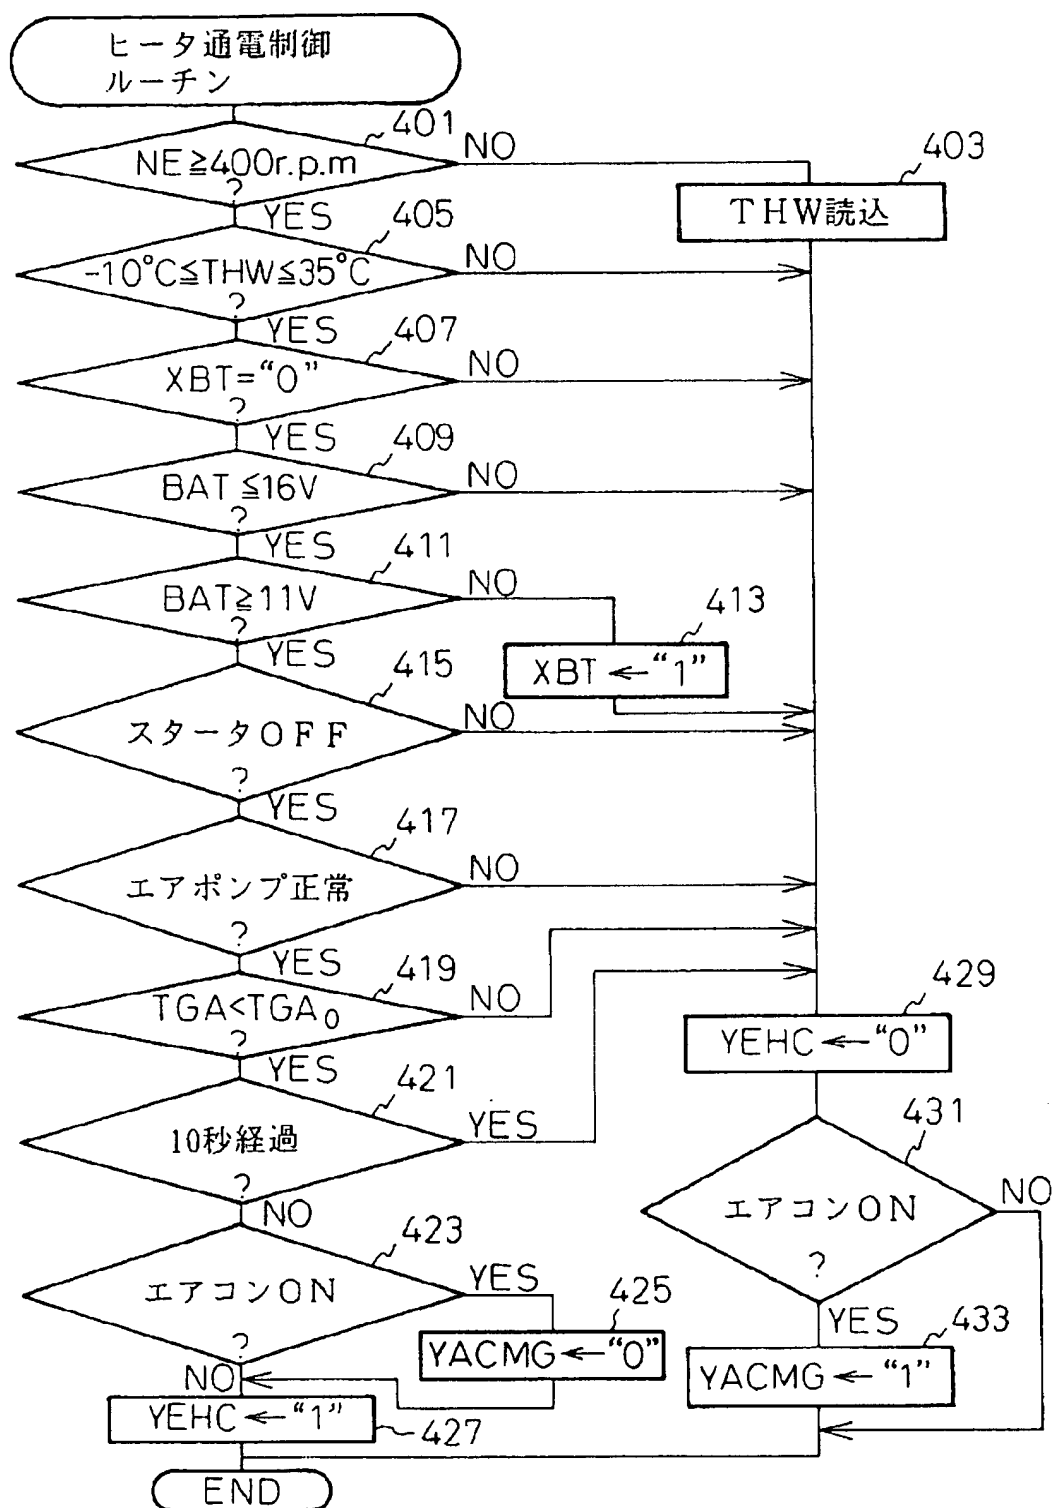 ヒータ通電制御
ルーチン
401
NE≧400r.p.m
?
NO
YES
403
THW読込
405
-10°C≦THW≦35°C
?
NO
YES
407
XBT="0"
?
NO
YES
409
BAT≦16V
?
NO
YES
411
BAT≧11V
?
NO
YES
413
XBT←"1"
415
スタータOFF
?
NO
YES
417
エアポンプ正常
?
NO
YES
419
TGA<TGA₀
?
NO
YES
421
10秒経過
?
YES
NO
423
エアコンON
?
YES
NO
425
YACMG←"0"
YEHC←"1"
427
429
YEHC←"0"
431
エアコンON
?
NO
YES
433
YACMG←"1"
END